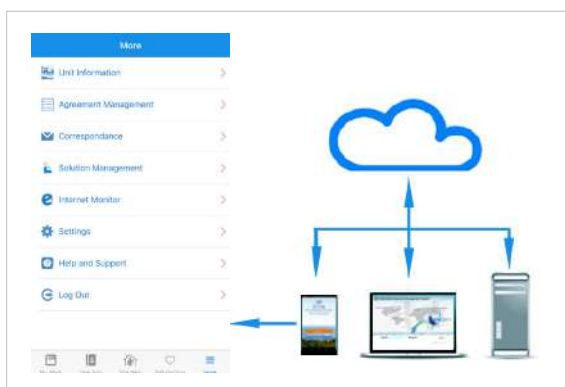 More
Unit Information
Agreement Management
Correspondance
Solution Management
Internet Monitor
Settings
Help and Support
Log Out